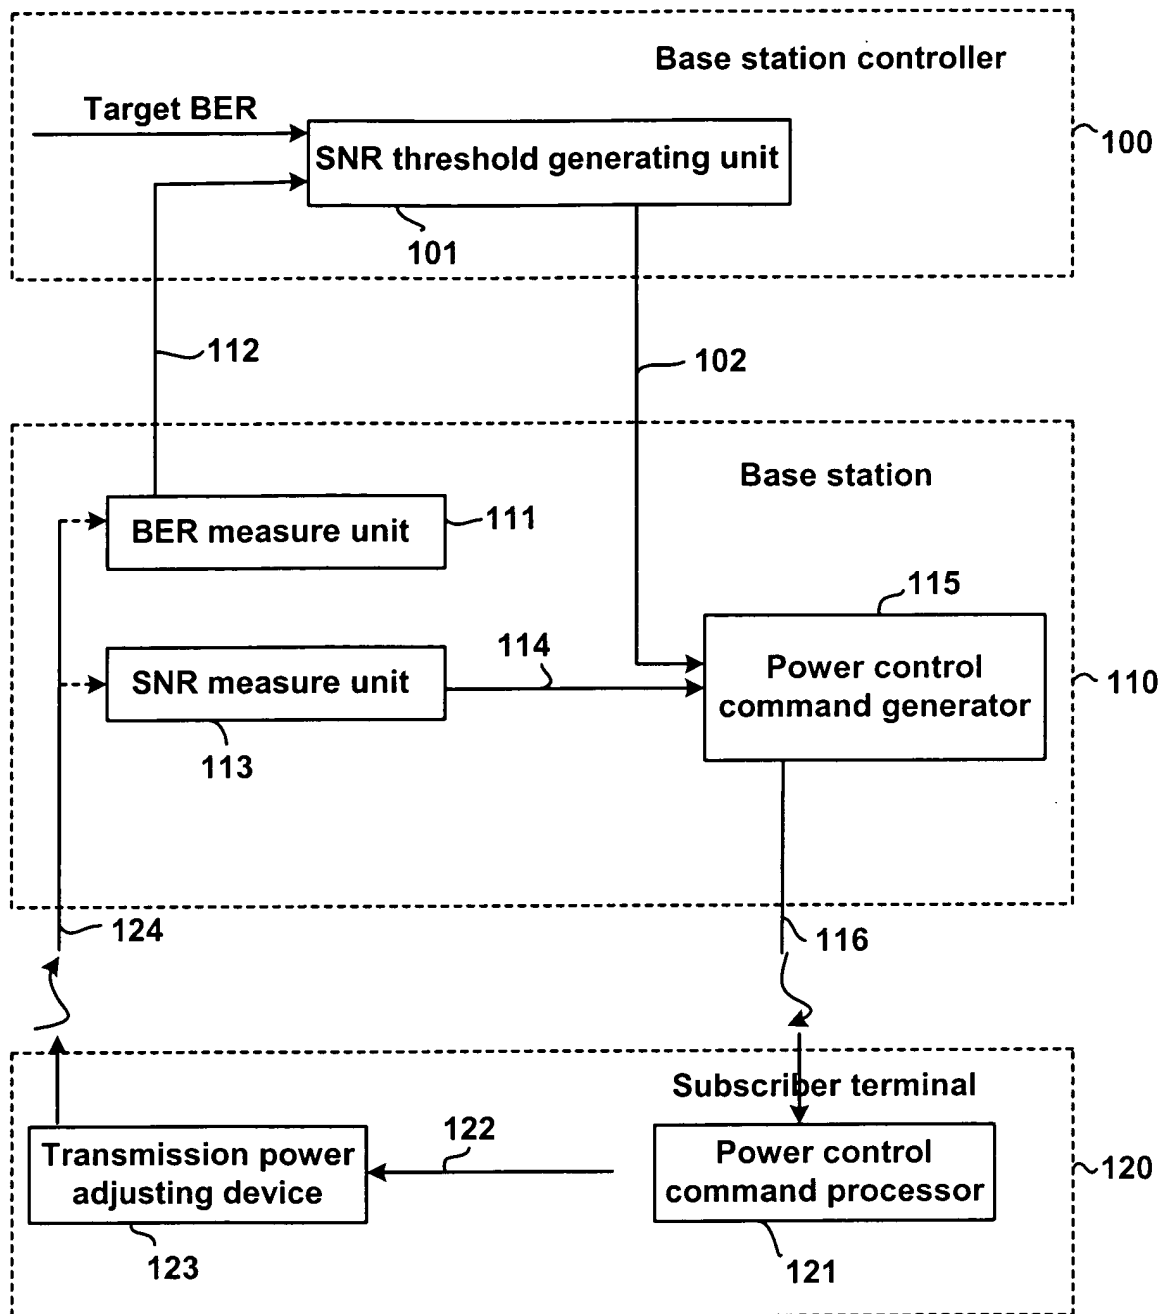 Base station controller
Target BER
SNR threshold generating unit
100
101
112
102
Base station
BER measure unit
111
115
114
Power control
command generator
SNR measure unit
110
113
124
116
Subscriber terminal
122
Transmission power
adjusting device
Power control
command processor
120
123
121